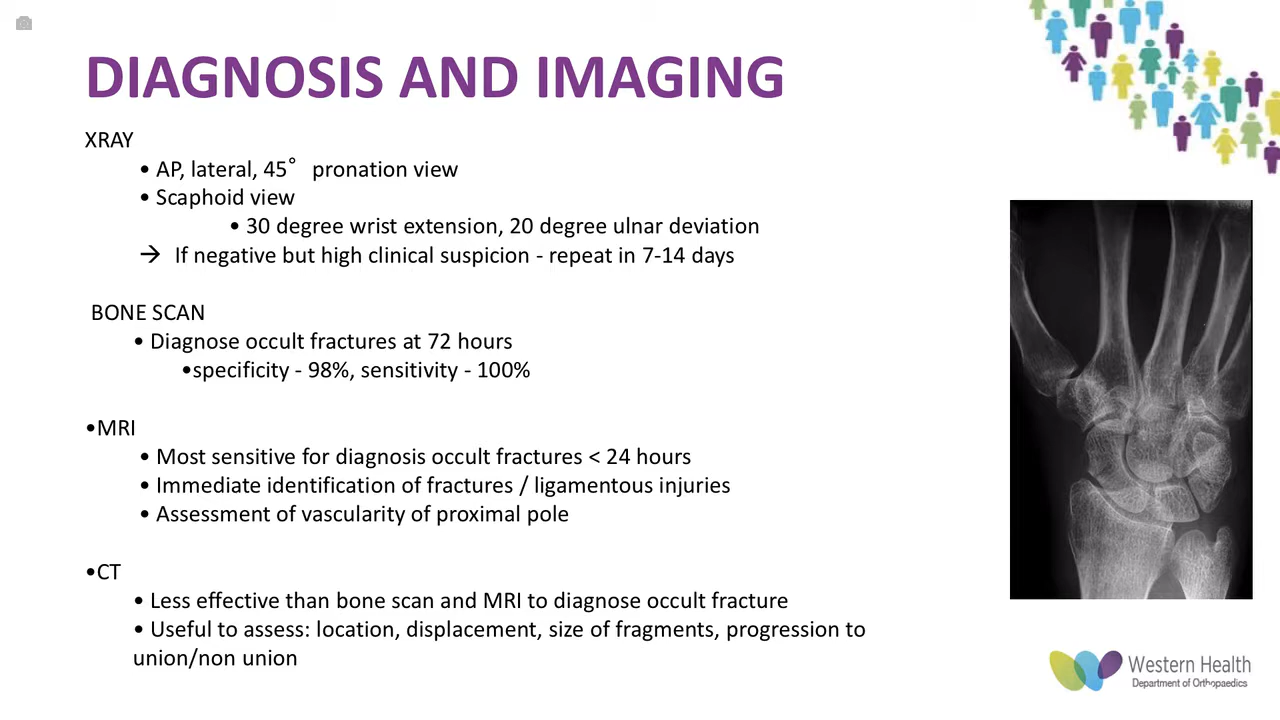 DIAGNOSIS AND IMAGING
XRAY
• AP, lateral, 45° pronation view
• Scaphoid view
• 30 degree wrist extension, 20 degree ulnar deviation
→ If negative but high clinical suspicion - repeat in 7-14 days
BONE SCAN
• Diagnose occult fractures at 72 hours
•specificity - 98%, sensitivity - 100%
•MRI
• Most sensitive for diagnosis occult fractures < 24 hours
• Immediate identification of fractures / ligamentous injuries
• Assessment of vascularity of proximal pole
•CT
• Less effective than bone scan and MRI to diagnose occult fracture
• Useful to assess: location, displacement, size of fragments, progression to
union/non union
Western Health
Department of Orthopaedics